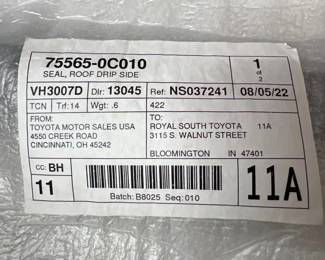 75565-0C010
SEAL, ROOF DRIP SIDE
1
of
2
VH3007D Dlr: 13045 Ref: NS037241 08/05/22
TCN Trf: 14 Wgt: .6 422
FROM:
TOYOTA MOTOR SALES USA
4550 CREEK ROAD
CINCINNATI, OH 45242
TO:
ROYAL SOUTH TOYOTA 11A
3115 S. WALNUT STREET
BLOOMINGTON IN 47401
CC: BH
11
Batch: B8025 Seq: 010
11A